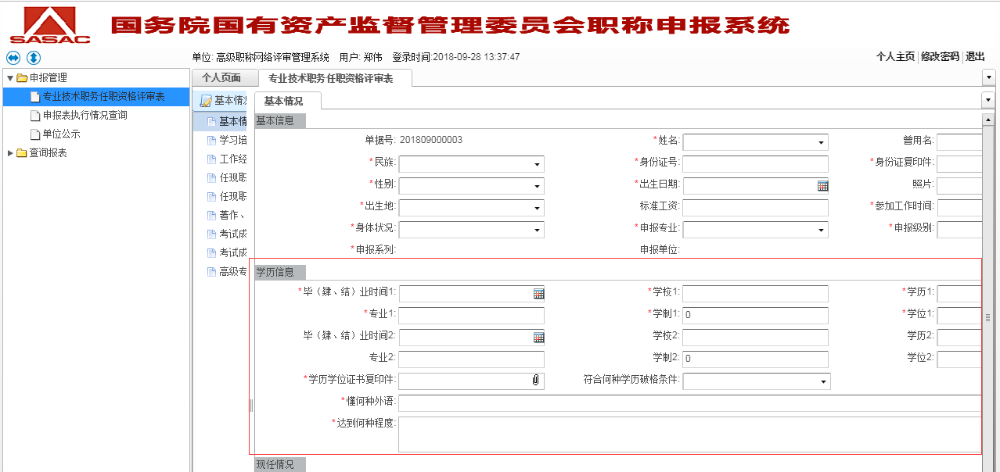 SASAC
国务院国有资产监督管理委员会职称申报系统
单位: 高级职称网络评审管理系统 用户: 郑伟 登录时间:2018-09-28 13:37:47 个人主页 修改密码 退出
申报管理
专业技术职务任职资格评审表
申报表执行情况查询
单位公示
查询报表
个人页面 专业技术职务任职资格评审表
基本情
基本情
学习培
工作经
任现职
任现职
著作、
考试成
考试成
高级专
基本情况
基本信息
单据号: 201809000003 *姓名: 曾用名:
*民族: *身份证号: *身份证复印件:
*性别: *出生日期: 照片:
*出生地: 标准工资: *参加工作时间:
*身体状况: *申报专业: *申报级别:
*申报系列: 申报单位:
学历信息
*毕（肄、结）业时间1: *学校1: *学历1:
*专业1: *学制1: 0 *学位1:
毕（肄、结）业时间2: 学校2: 学历2:
专业2: 学制2: 0 学位2:
*学历学位证书复印件: 符合何种学历破格条件:
*懂何种外语:
*达到何种程度:
现任情况